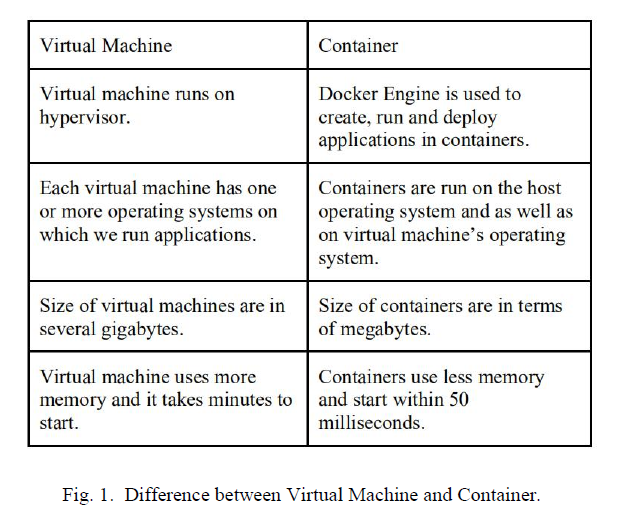 Virtual Machine
Container
Virtual machine runs on
hypervisor.
Docker Engine is used to
create, run and deploy
applications in containers.
Each virtual machine has one
or more operating systems on
which we run applications.
Containers are run on the host
operating system and as well as
on virtual machine’s operating
system.
Size of virtual machines are in
several gigabytes.
Size of containers are in terms
of megabytes.
Virtual machine uses more
memory and it takes minutes to
start.
Containers use less memory
and start within 50
milliseconds.
Fig. 1. Difference between Virtual Machine and Container.